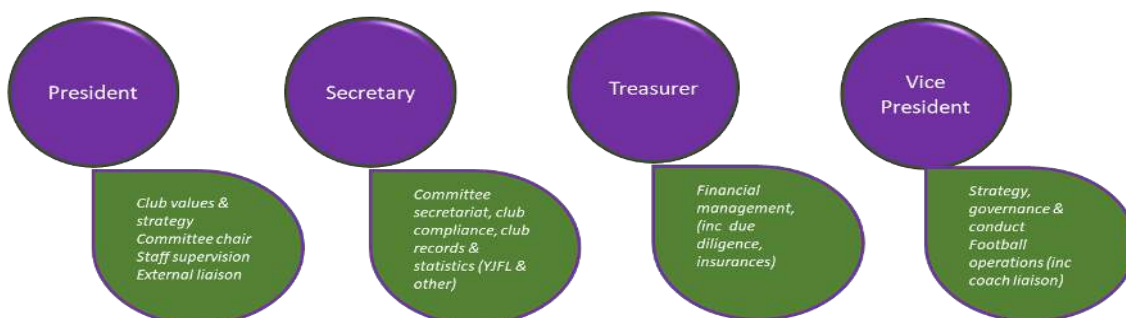 President
Club values &
strategy
Committee chair
Staff supervision
External liaison
Secretary
Committee
secretariat, club
compliance, club
records &
statistics (YJFL &
other)
Treasurer
Financial
management,
(inc due
diligence,
insurances)
Vice
President
Strategy,
governance &
conduct
Football
operations (inc
coach liaison)